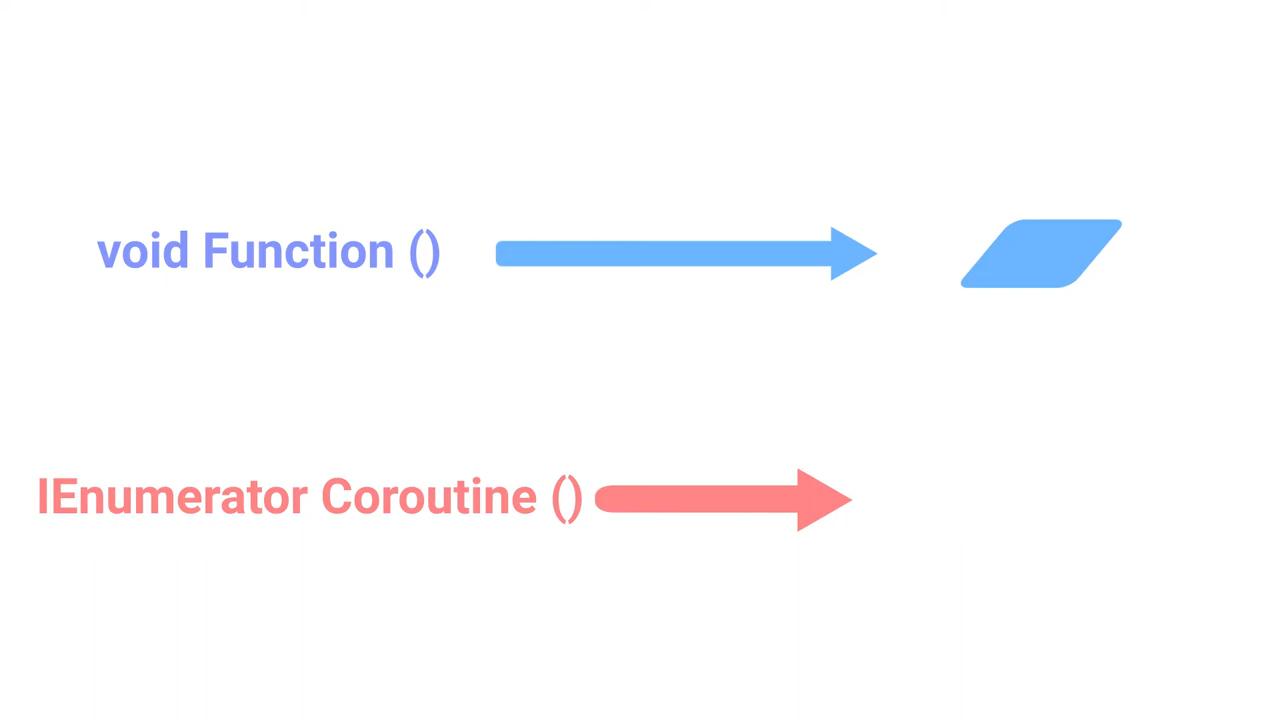 void Function ()
IEnumerator Coroutine ()